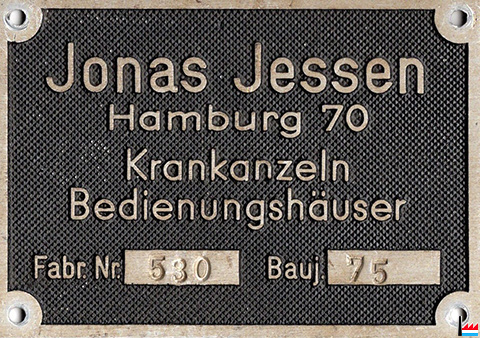 Jonas Jessen
Hamburg 70
Krankanzeln
Bedienungshäuser
Fabr. Nr. 530 Bauj. 75